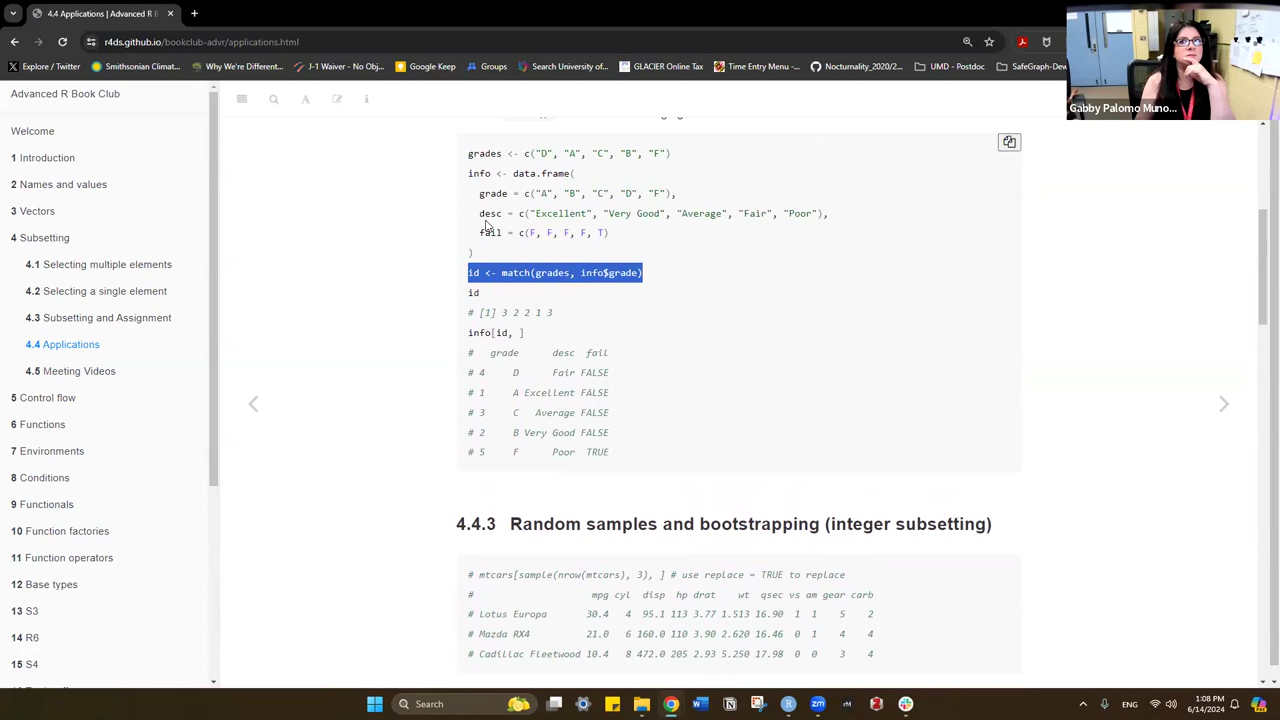 4.4 Applications | Advanced R B
r4ds.github.io/bookclub-advr/applications.html
Explore / Twitter
Smithsonian Climat...
Why We're Different...
J-1 Waiver - No Obj...
Google Keep
Groups
Sign In | University of...
GLACIER Online Tax
Time Entry Menu -...
Nocturnality_2020/2...
UMD - Postdoc
SafeGraph-Dewe
Gabby Palomo Muno...
Advanced R Book Club
Welcome
1 Introduction
2 Names and values
3 Vectors
4 Subsetting
4.1 Selecting multiple elements
4.2 Selecting a single element
4.3 Subsetting and Assignment
4.4 Applications
4.5 Meeting Videos
5 Control flow
6 Functions
7 Environments
8 Conditions
9 Functionals
10 Function factories
11 Function operators
12 Base types
13 S3
14 R6
15 S4
grades <- c("D", "A", "C", "B", "F")
info <- data.frame(
grade = c("A", "B", "C", "D", "F"),
desc = c("Excellent", "Very Good", "Average", "Fair", "Poor"),
fail = c(F, F, F, F, T)
)
id <- match(grades, info$grade)
id
# [1] 3 2 2 1 3
info[id, ]
# grade desc fail
# 4 D Fair FALSE
# 1 A Excellent FALSE
# 3 C Average FALSE
# 2 B Very Good FALSE
# 5 F Poor TRUE
4.4.3 Random samples and bootstrapping (integer subsetting)
# mtcars[sample(nrow(mtcars), 3), ] # use replace = TRUE to replace
# mpg cyl disp hp drat wt qsec vs am gear carb
# Lotus Europa 30.4 4 95.1 113 3.77 1.513 16.90 1 1 5 2
# Mazda RX4 21.0 6 160.0 110 3.90 2.620 16.46 0 1 4 4
# Cadillac Fleetwood 10.4 8 472.0 205 2.93 5.250 17.98 0 0 3 4
Search
ENG
1:08 PM
6/14/2024